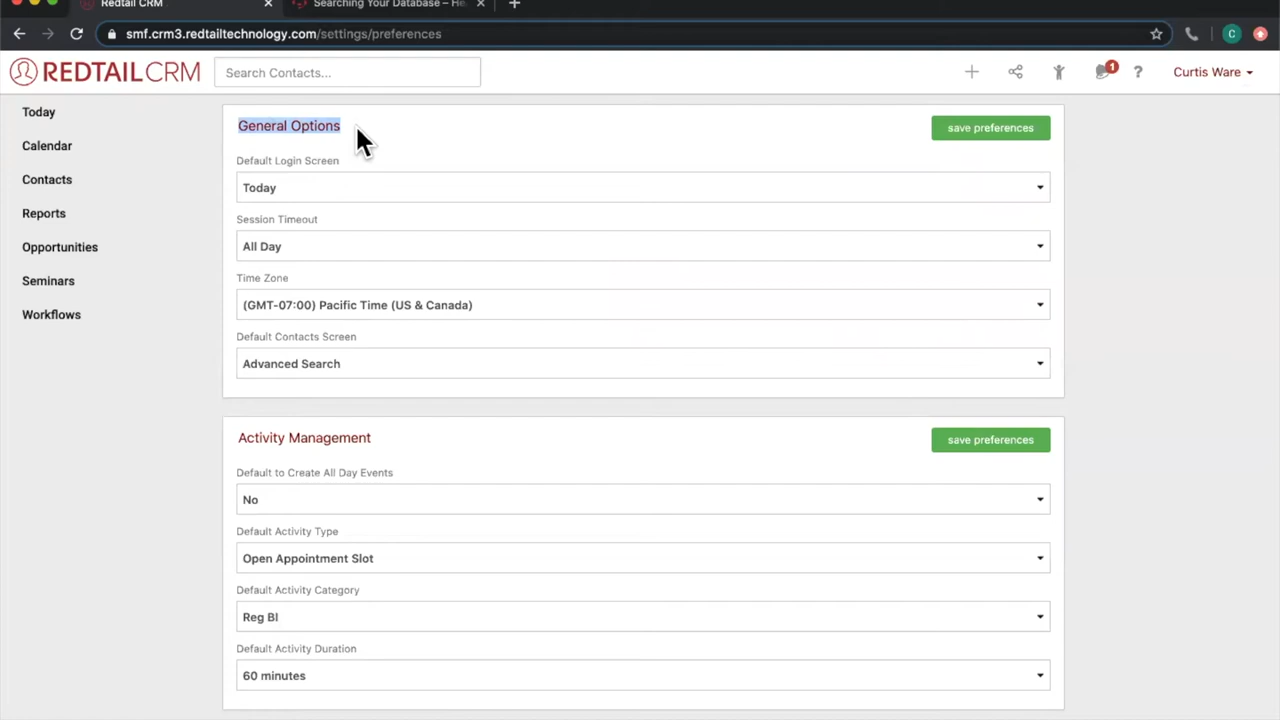 Redtail CRM
Searching Your Database – He
smf.crm3.redtailtechnology.com/settings/preferences
C
REDTAILCRM
Search Contacts...
1
?
Curtis Ware
Today
Calendar
Contacts
Reports
Opportunities
Seminars
Workflows
General Options
save preferences
Default Login Screen
Today
Session Timeout
All Day
Time Zone
(GMT-07:00) Pacific Time (US & Canada)
Default Contacts Screen
Advanced Search
Activity Management
save preferences
Default to Create All Day Events
No
Default Activity Type
Open Appointment Slot
Default Activity Category
Reg BI
Default Activity Duration
60 minutes